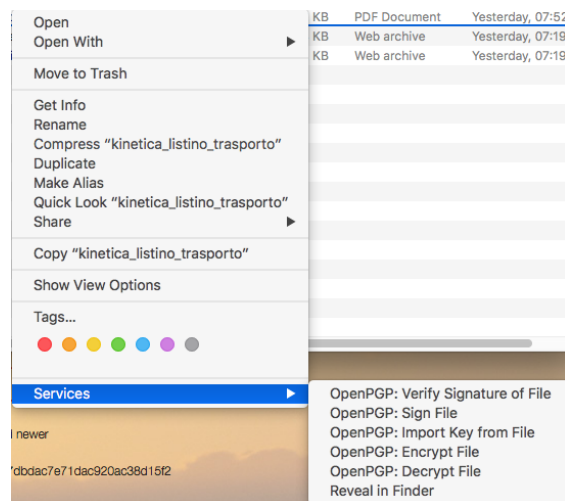 Open
Open With
Move to Trash
Get Info
Rename
Compress “kinetica_listino_trasporto”
Duplicate
Make Alias
Quick Look “kinetica_listino_trasporto”
Share
Copy “kinetica_listino_trasporto”
Show View Options
Tags...
Services
KB PDF Document Yesterday, 07:52
KB Web archive Yesterday, 07:19
KB Web archive Yesterday, 07:19
OpenPGP: Verify Signature of File
OpenPGP: Sign File
OpenPGP: Import Key from File
OpenPGP: Encrypt File
OpenPGP: Decrypt File
Reveal in Finder
newer
7dbdac7e71dac920ac38d15f2